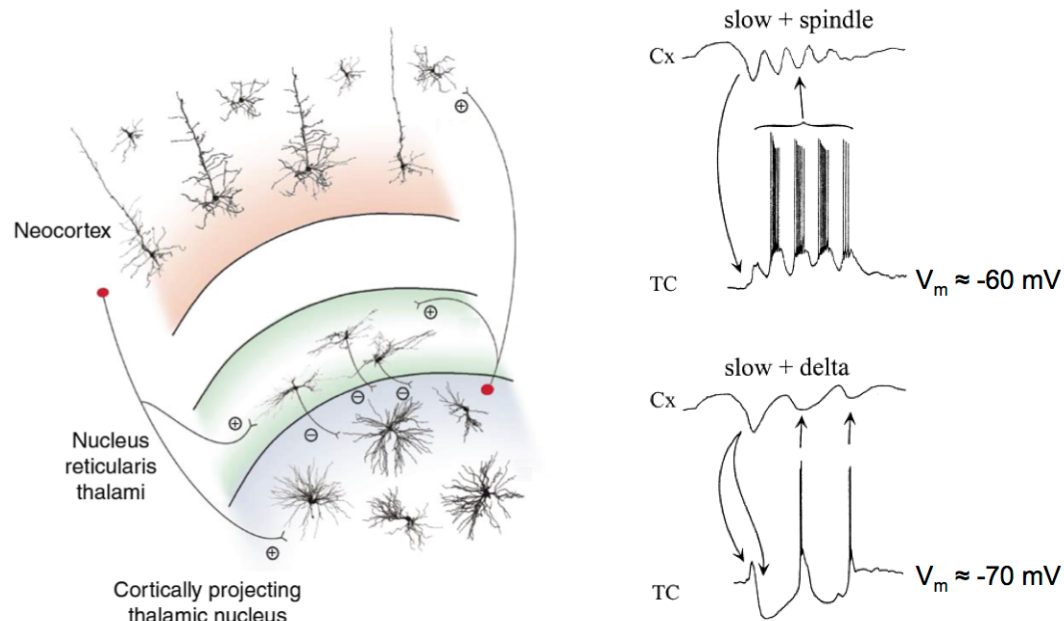 Neocortex
Nucleus
reticularis
thalami
Cortically projecting
thalamic nucleus
+
+
−
−
−
+
+
slow + spindle
Cx
TC
Vm ≈ -60 mV
slow + delta
Cx
TC
Vm ≈ -70 mV